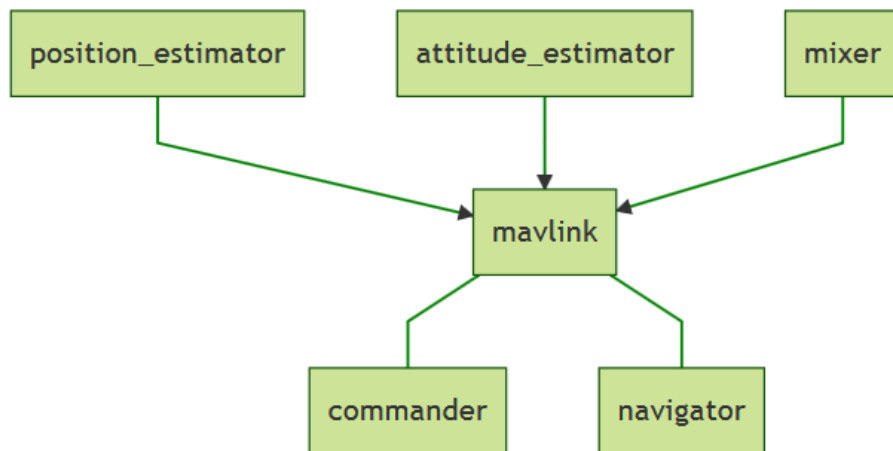 position_estimator
attitude_estimator
mixer
mavlink
commander
navigator